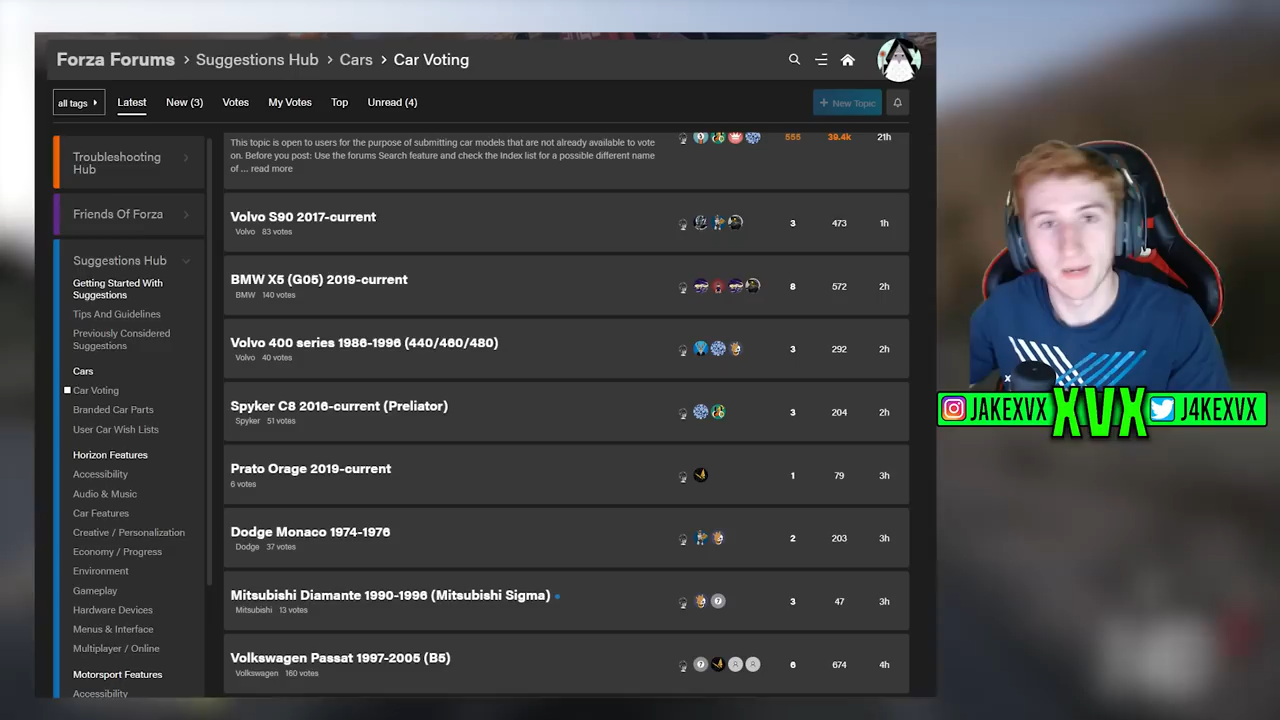 Forza Forums > Suggestions Hub > Cars > Car Voting
all tags Latest New (3) Votes My Votes Top Unread (4) + New Topic
Troubleshooting Hub
Friends Of Forza
Suggestions Hub
Getting Started With Suggestions
Tips And Guidelines
Previously Considered Suggestions
Cars
Car Voting
Branded Car Parts
User Car Wish Lists
Horizon Features
Accessibility
Audio & Music
Car Features
Creative / Personalization
Economy / Progress
Environment
Gameplay
Hardware Devices
Menus & Interface
Multiplayer / Online
Motorsport Features
Accessibility
This topic is open to users for the purpose of submitting car models that are not already available to vote 555 39.4k 21h
on. Before you post: Use the forums Search feature and check the Index list for a possible different name
of ... read more
Volvo S90 2017-current 3 473 1h
Volvo 83 votes
BMW X5 (G05) 2019-current 8 572 2h
BMW 140 votes
Volvo 400 series 1986-1996 (440/460/480) 3 292 2h
Volvo 40 votes
Spyker C8 2016-current (Preliator) 3 204 2h
Spyker 51 votes
Prato Orage 2019-current 1 79 3h
6 votes
Dodge Monaco 1974-1976 2 203 3h
Dodge 37 votes
Mitsubishi Diamante 1990-1996 (Mitsubishi Sigma) 3 47 3h
Mitsubishi 13 votes
Volkswagen Passat 1997-2005 (B5) 6 674 4h
Volkswagen 160 votes
JAKEXVX XVX J4KEXVX